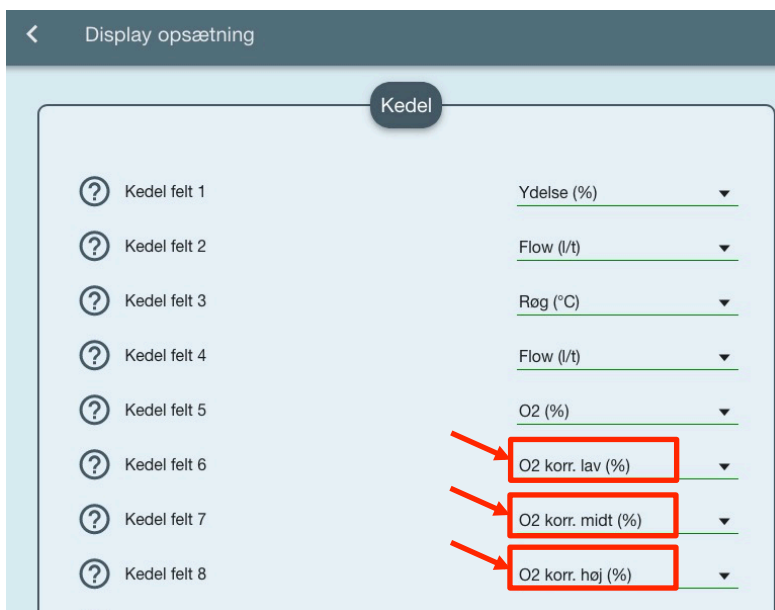 Display opsætning
Kedel
Kedel felt 1 Ydelse (%)
Kedel felt 2 Flow (l/t)
Kedel felt 3 Røg (°C)
Kedel felt 4 Flow (l/t)
Kedel felt 5 O2 (%)
Kedel felt 6 O2 korr. lav (%)
Kedel felt 7 O2 korr. midt (%)
Kedel felt 8 O2 korr. høj (%)